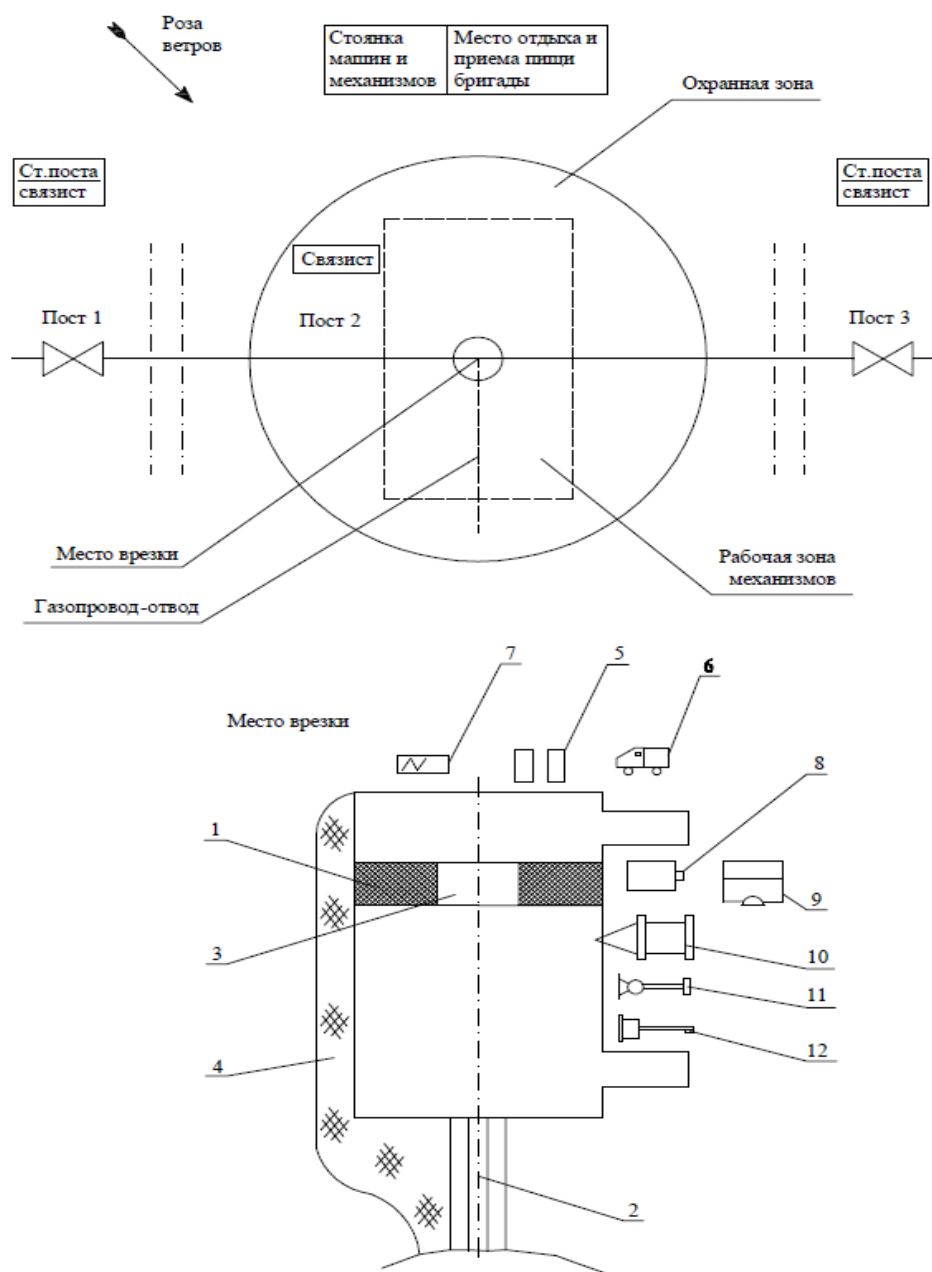 Роза
ветров
Стоянка
машин и
механизмов
Место отдыха и
приема пищи
бригады
Охранная зона
Ст.поста
связист
Ст.поста
связист
Связист
Пост 1
Пост 2
Пост 3
Место врезки
Рабочая зона
механизмов
Газопровод-отвод
7
5
6
Место врезки
8
1
9
3
10
11
4
12
2